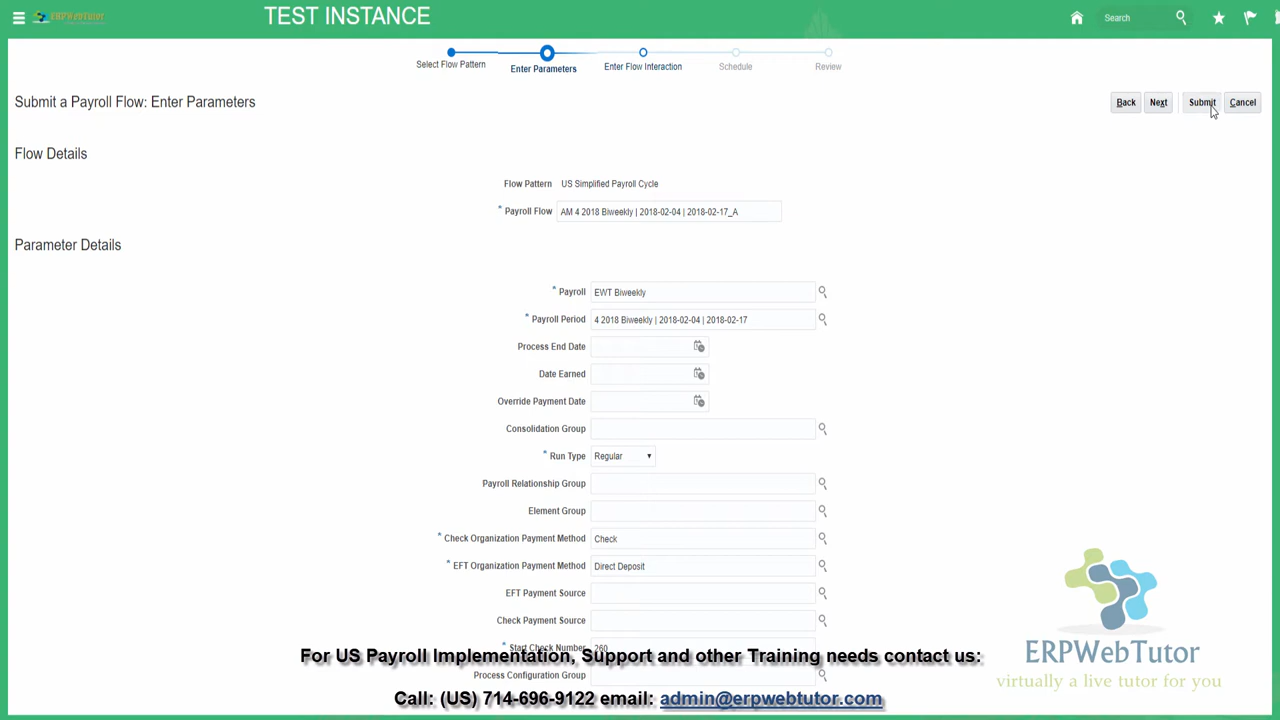 ERPWebTutor TEST INSTANCE Search
Select Flow Pattern Enter Parameters Enter Flow Interaction Schedule Review
Submit a Payroll Flow: Enter Parameters Back Next Submit Cancel
Flow Details
Flow Pattern US Simplified Payroll Cycle
* Payroll Flow AM 4 2018 Biweekly | 2018-02-04 | 2018-02-17_A
Parameter Details
* Payroll EWT Biweekly
* Payroll Period 4 2018 Biweekly | 2018-02-04 | 2018-02-17
Process End Date
Date Earned
Override Payment Date
Consolidation Group
* Run Type Regular
Payroll Relationship Group
Element Group
* Check Organization Payment Method Check
* EFT Organization Payment Method Direct Deposit
EFT Payment Source
Check Payment Source
* Start Check Number 260
For US Payroll Implementation, Support and other Training needs contact us:
Process Configuration Group
Call: (US) 714-696-9122 email: admin@erpwebtutor.com
ERPWebTutor
virtually a live tutor for you